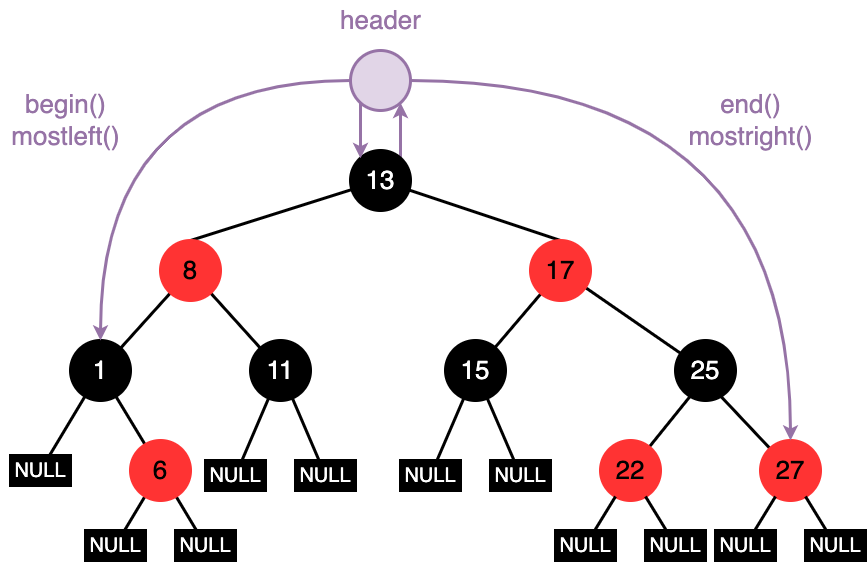 header
begin()
mostleft()
end()
mostright()
13
8
17
1
11
15
25
NULL
6
NULL
NULL
NULL
NULL
22
27
NULL
NULL
NULL
NULL
NULL
NULL